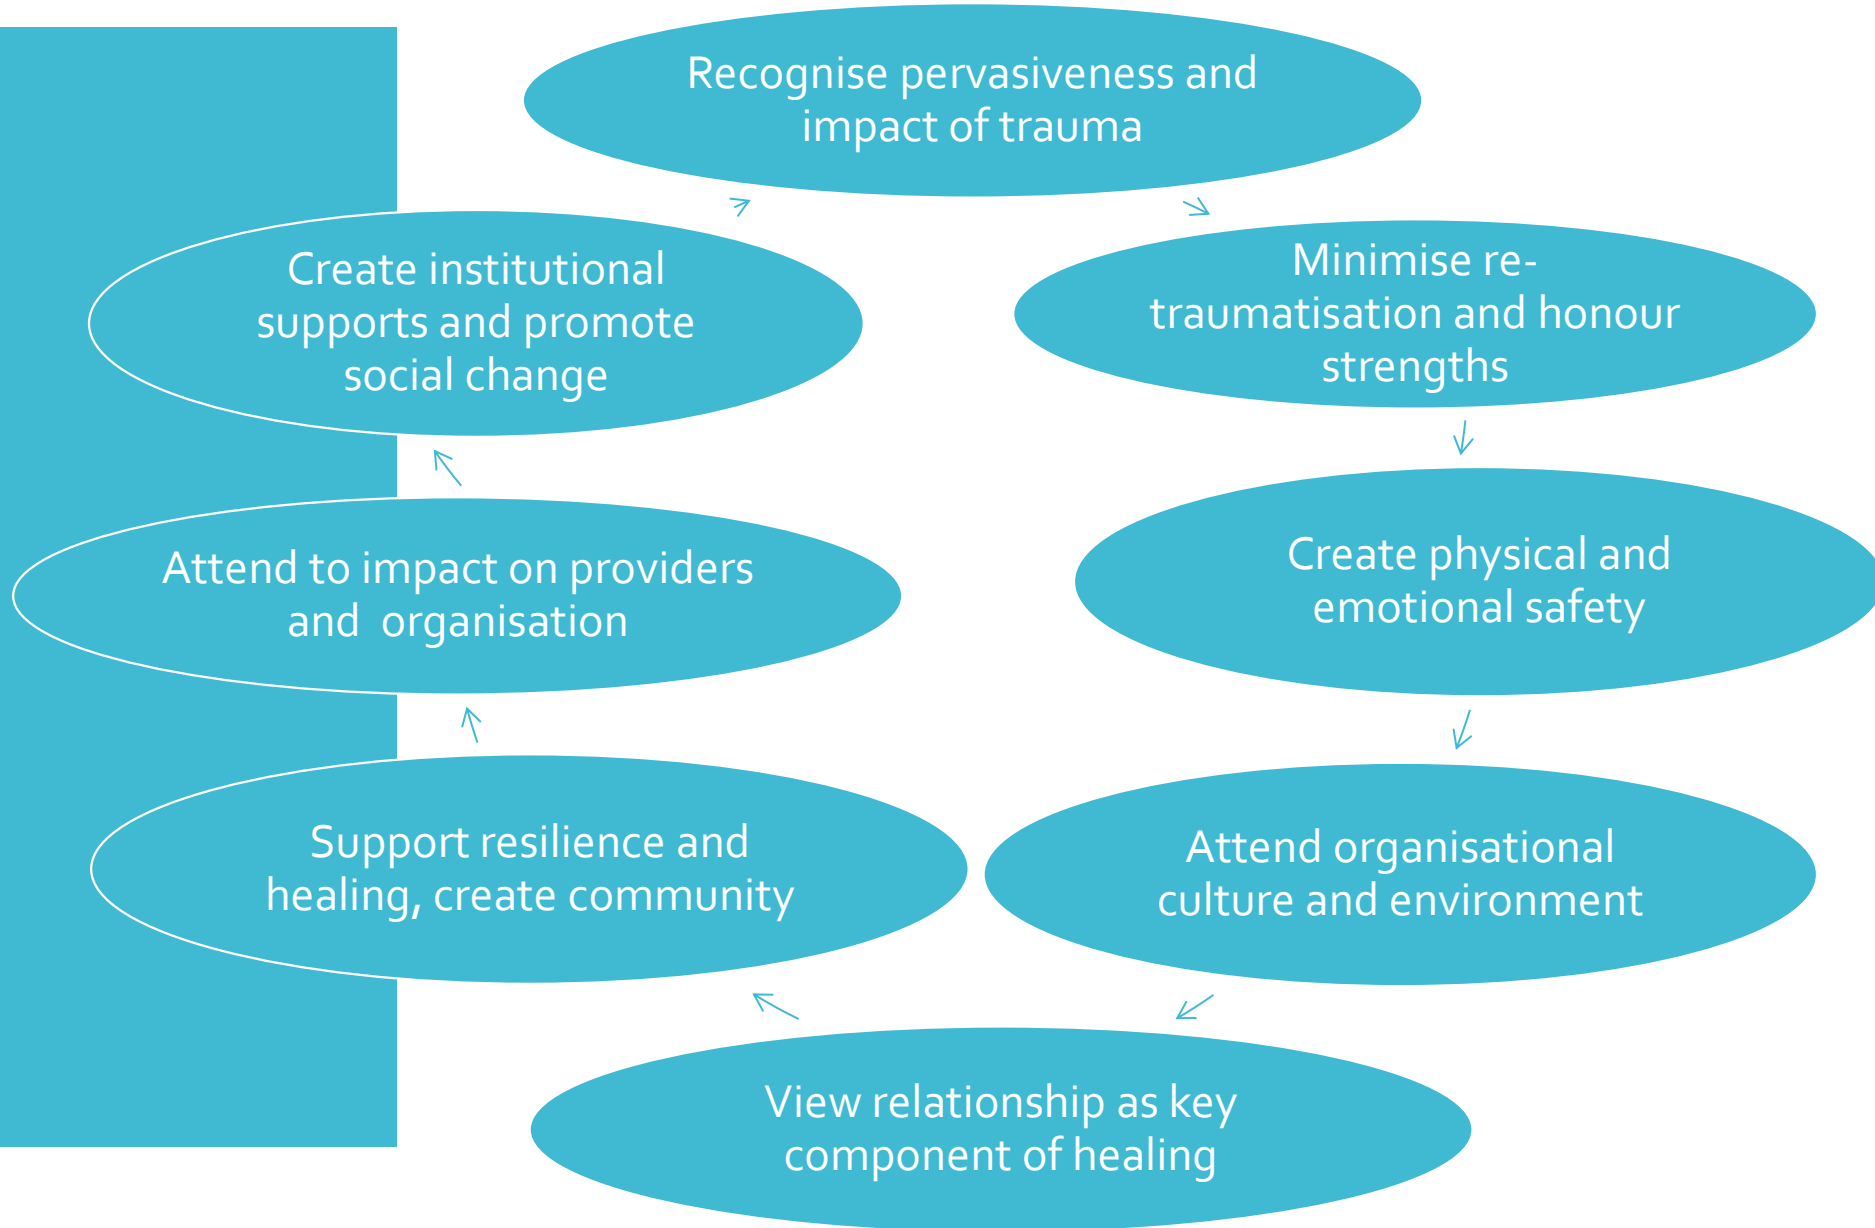 Recognise pervasiveness and
impact of trauma
Minimise re-
traumatisation and honour
strengths
Create physical and
emotional safety
Attend organisational
culture and environment
View relationship as key
component of healing
Support resilience and
healing, create community
Attend to impact on providers
and  organisation
Create institutional
supports and promote
social change